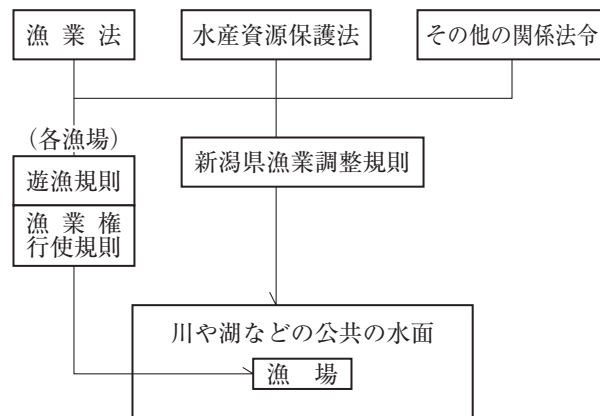 漁業法
水産資源保護法
その他の関係法令
(各漁場)
遊漁規則
漁業権
行使規則
新潟県漁業調整規則
川や湖などの公共の水面
漁場